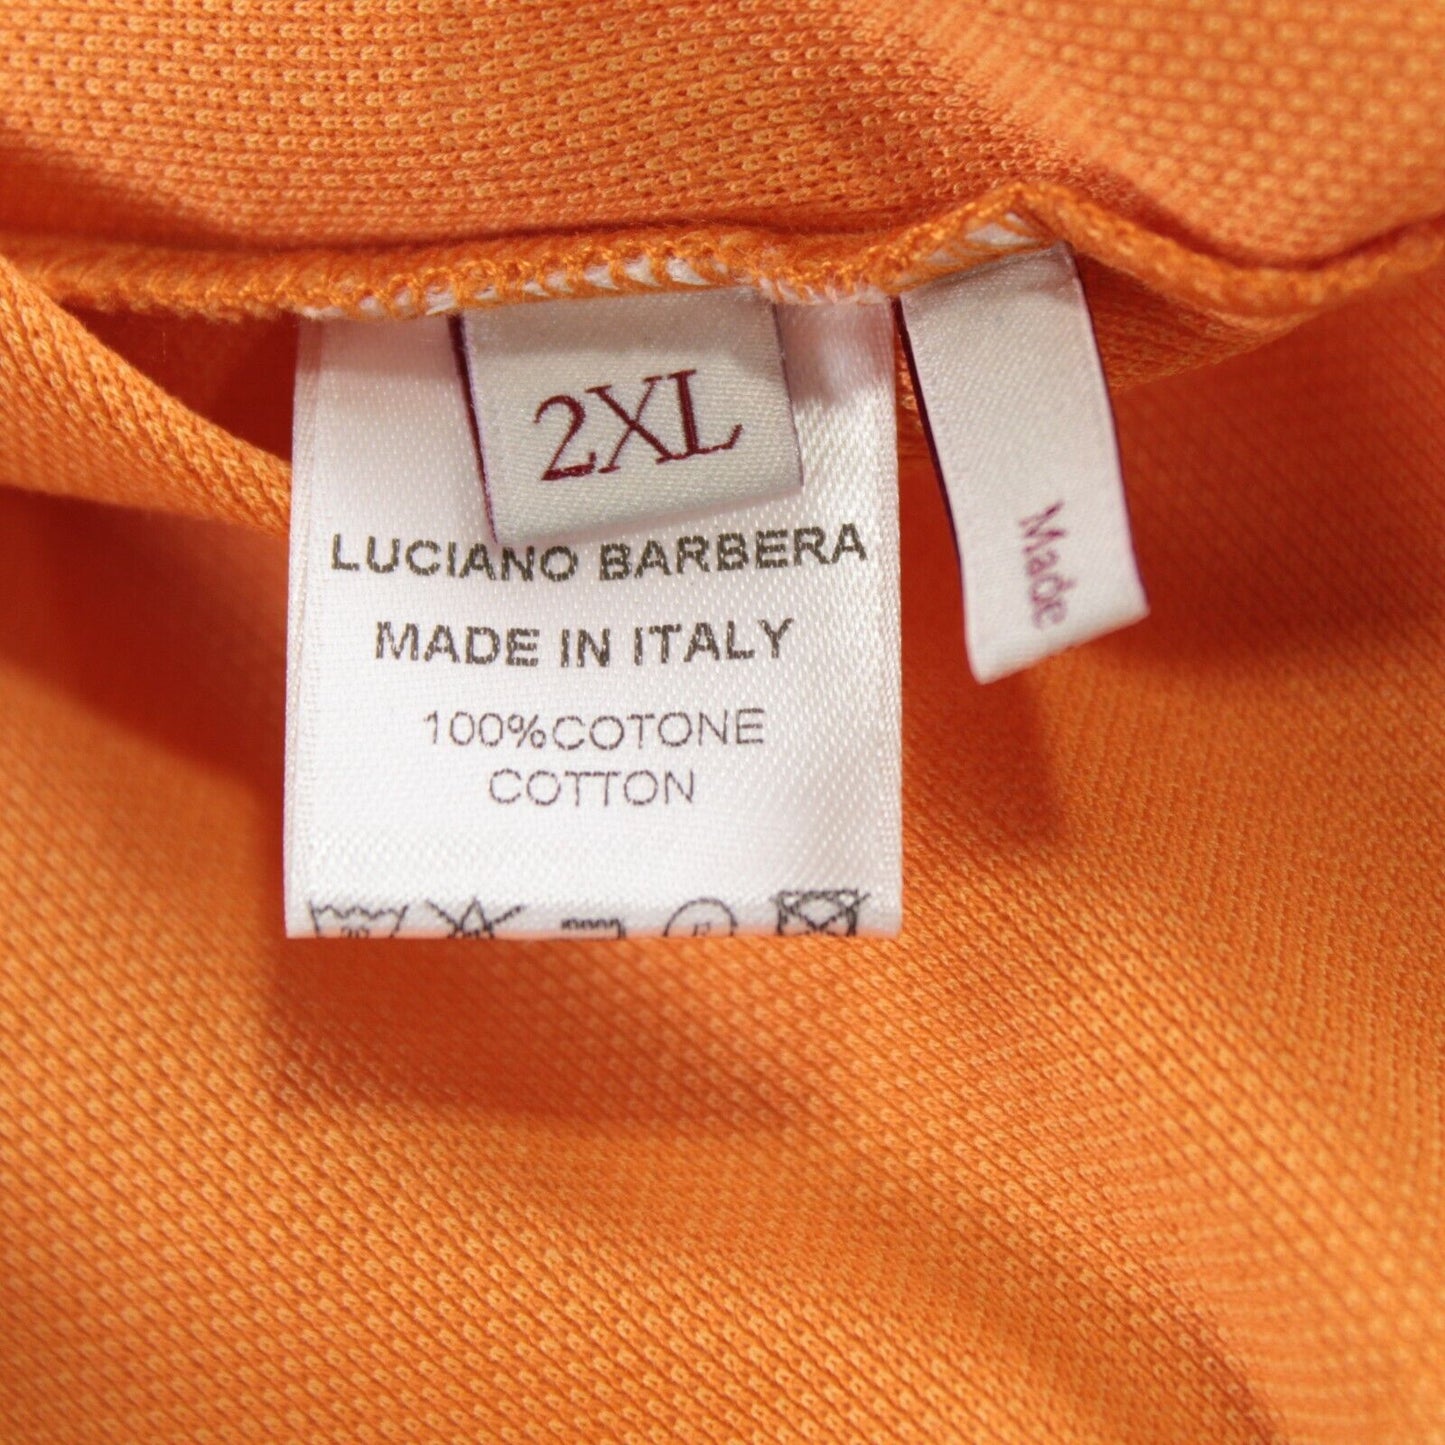 2XL
LUCIANO BARBERA
MADE IN ITALY
100%COTONE
COTTON
Made